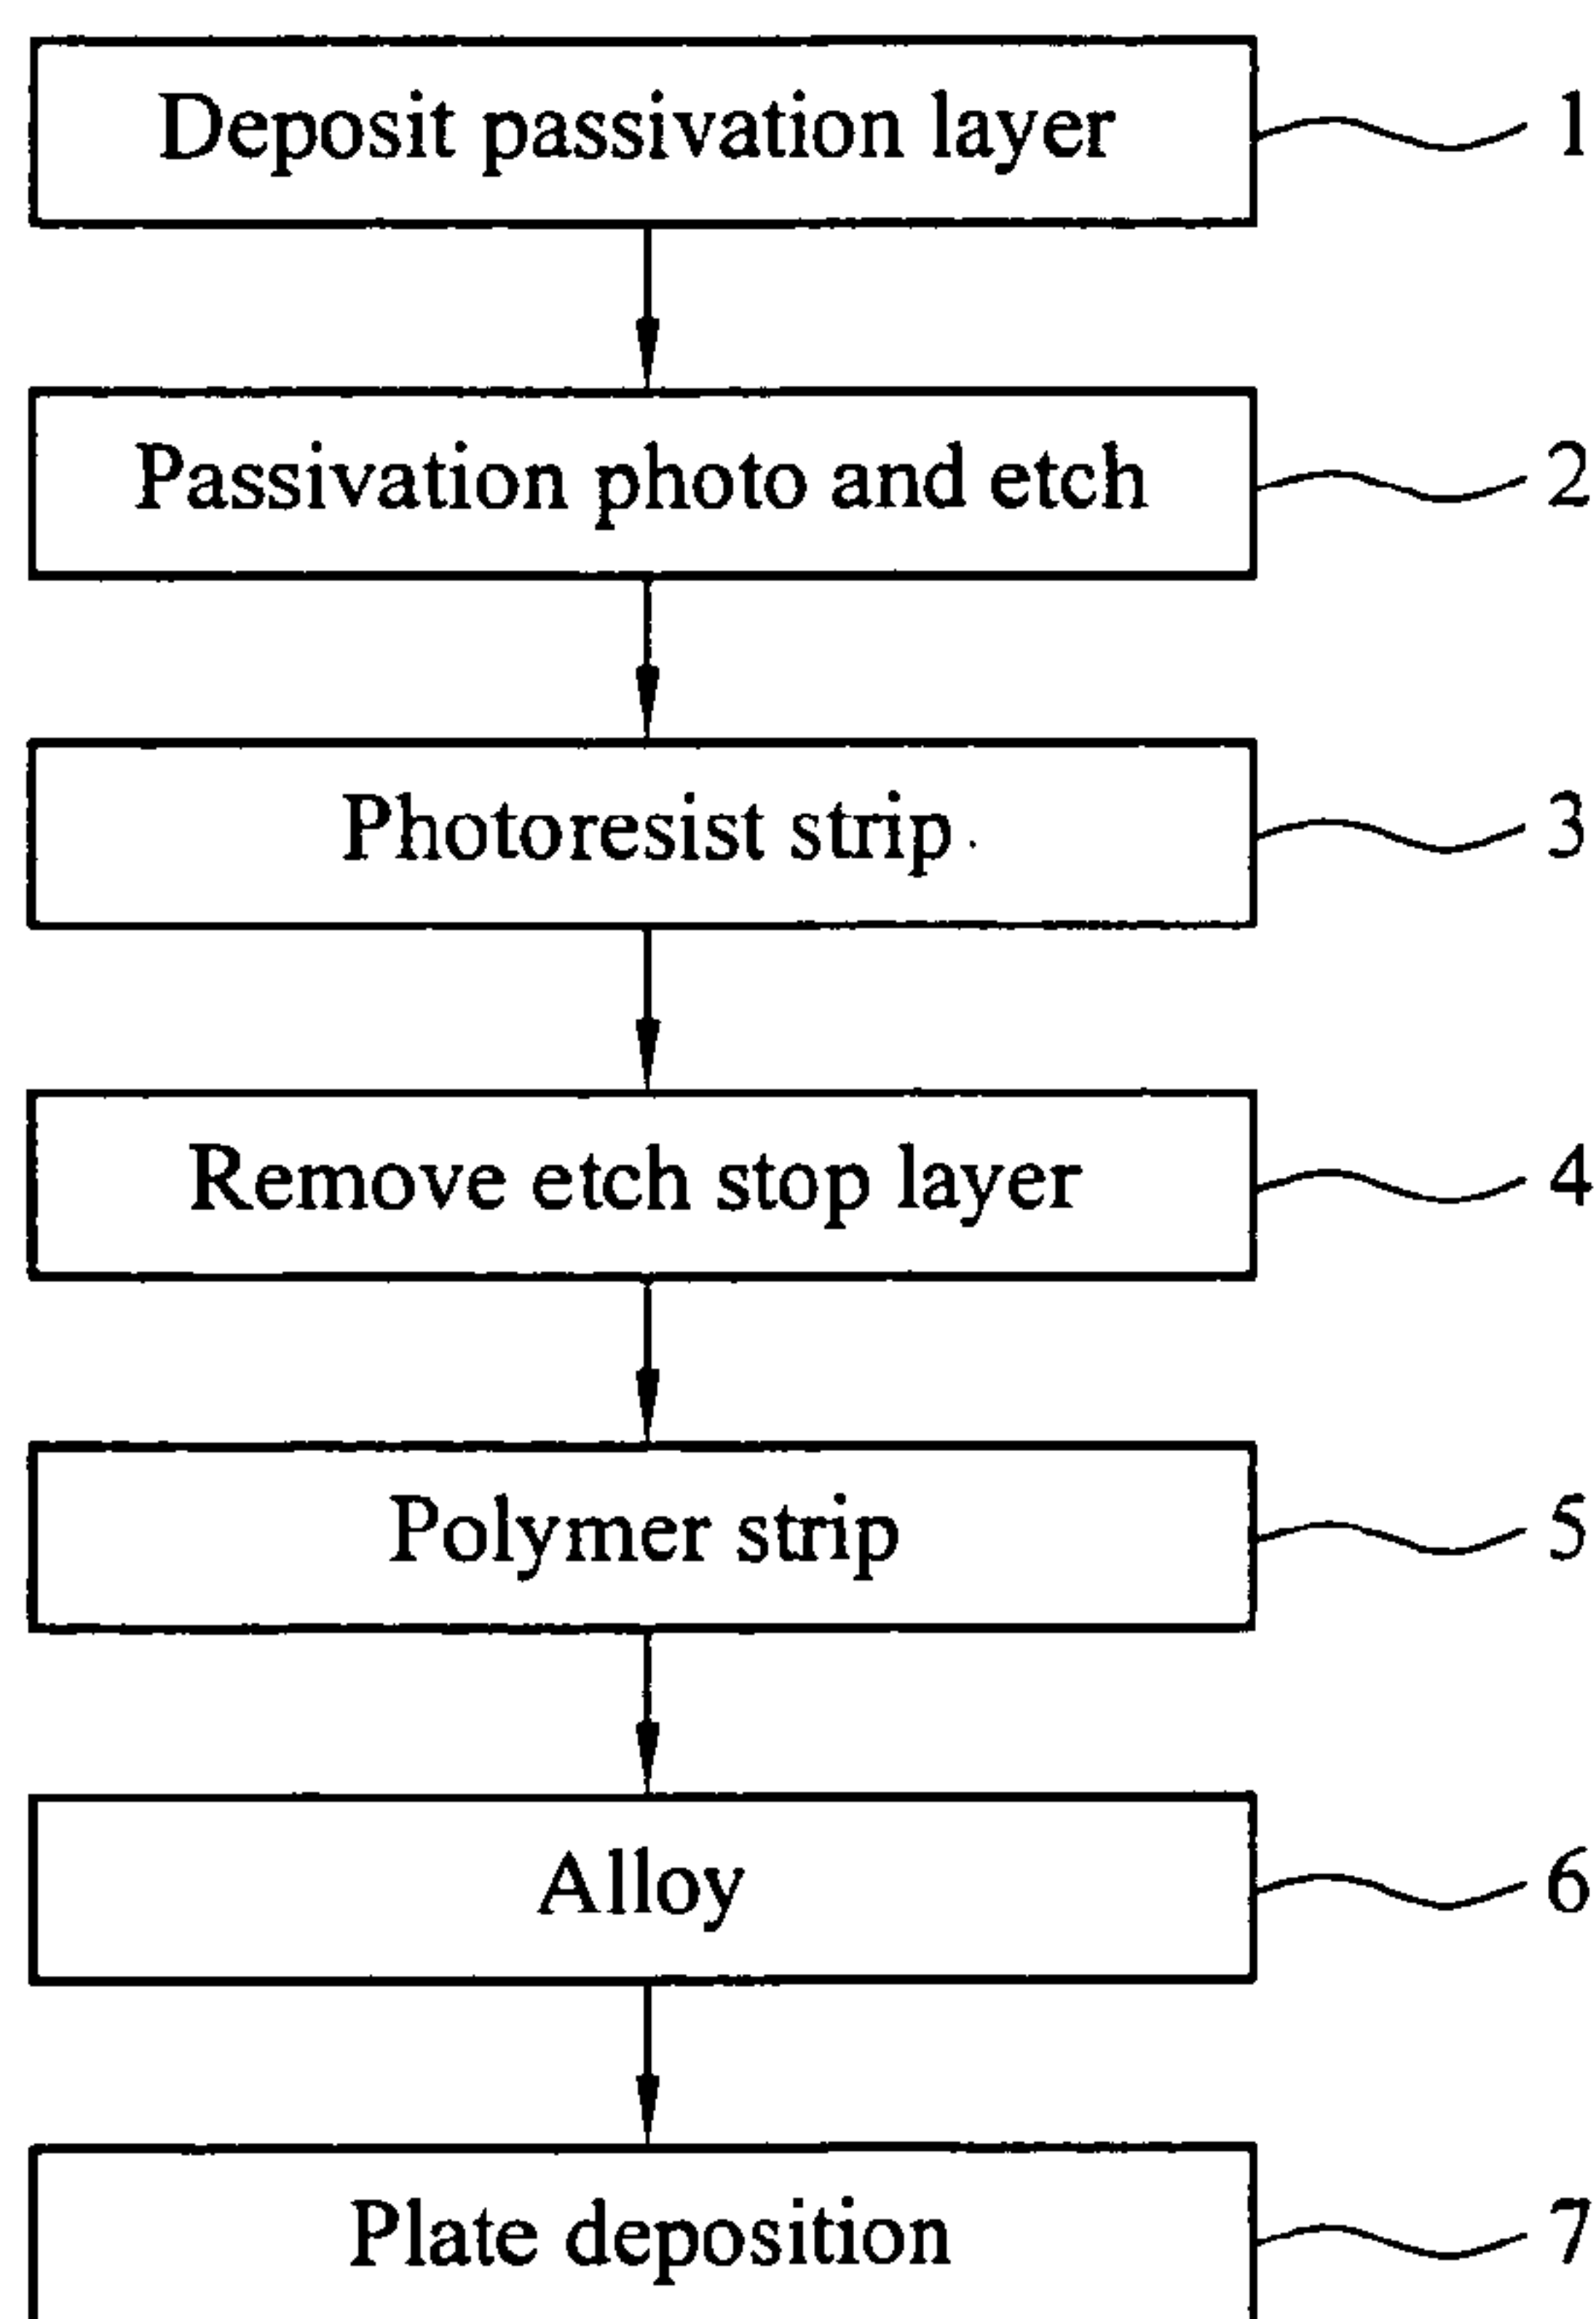 Deposit passivation layer 1
Passivation photo and etch 2
Photoresist strip. 3
Remove etch stop layer 4
Polymer strip 5
Alloy 6
Plate deposition 7